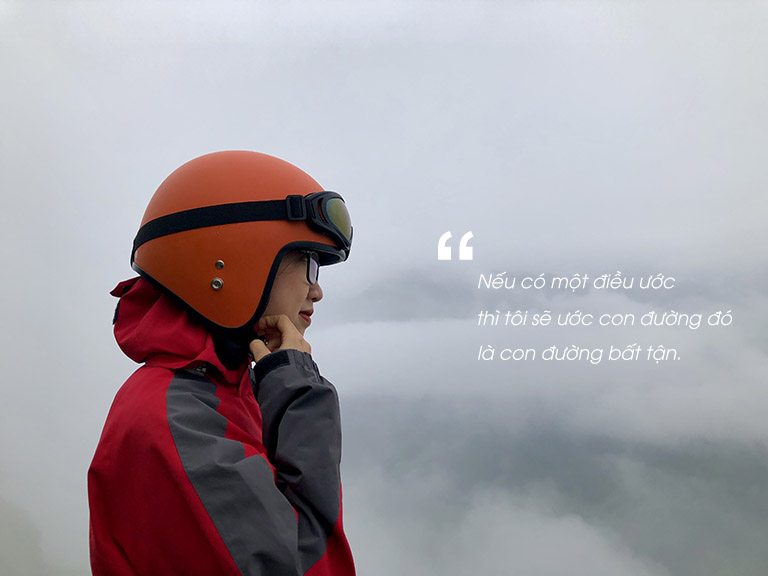 “
Nếu có một điều ước
thì tôi sẽ ước con đường đó
là con đường bất tận.